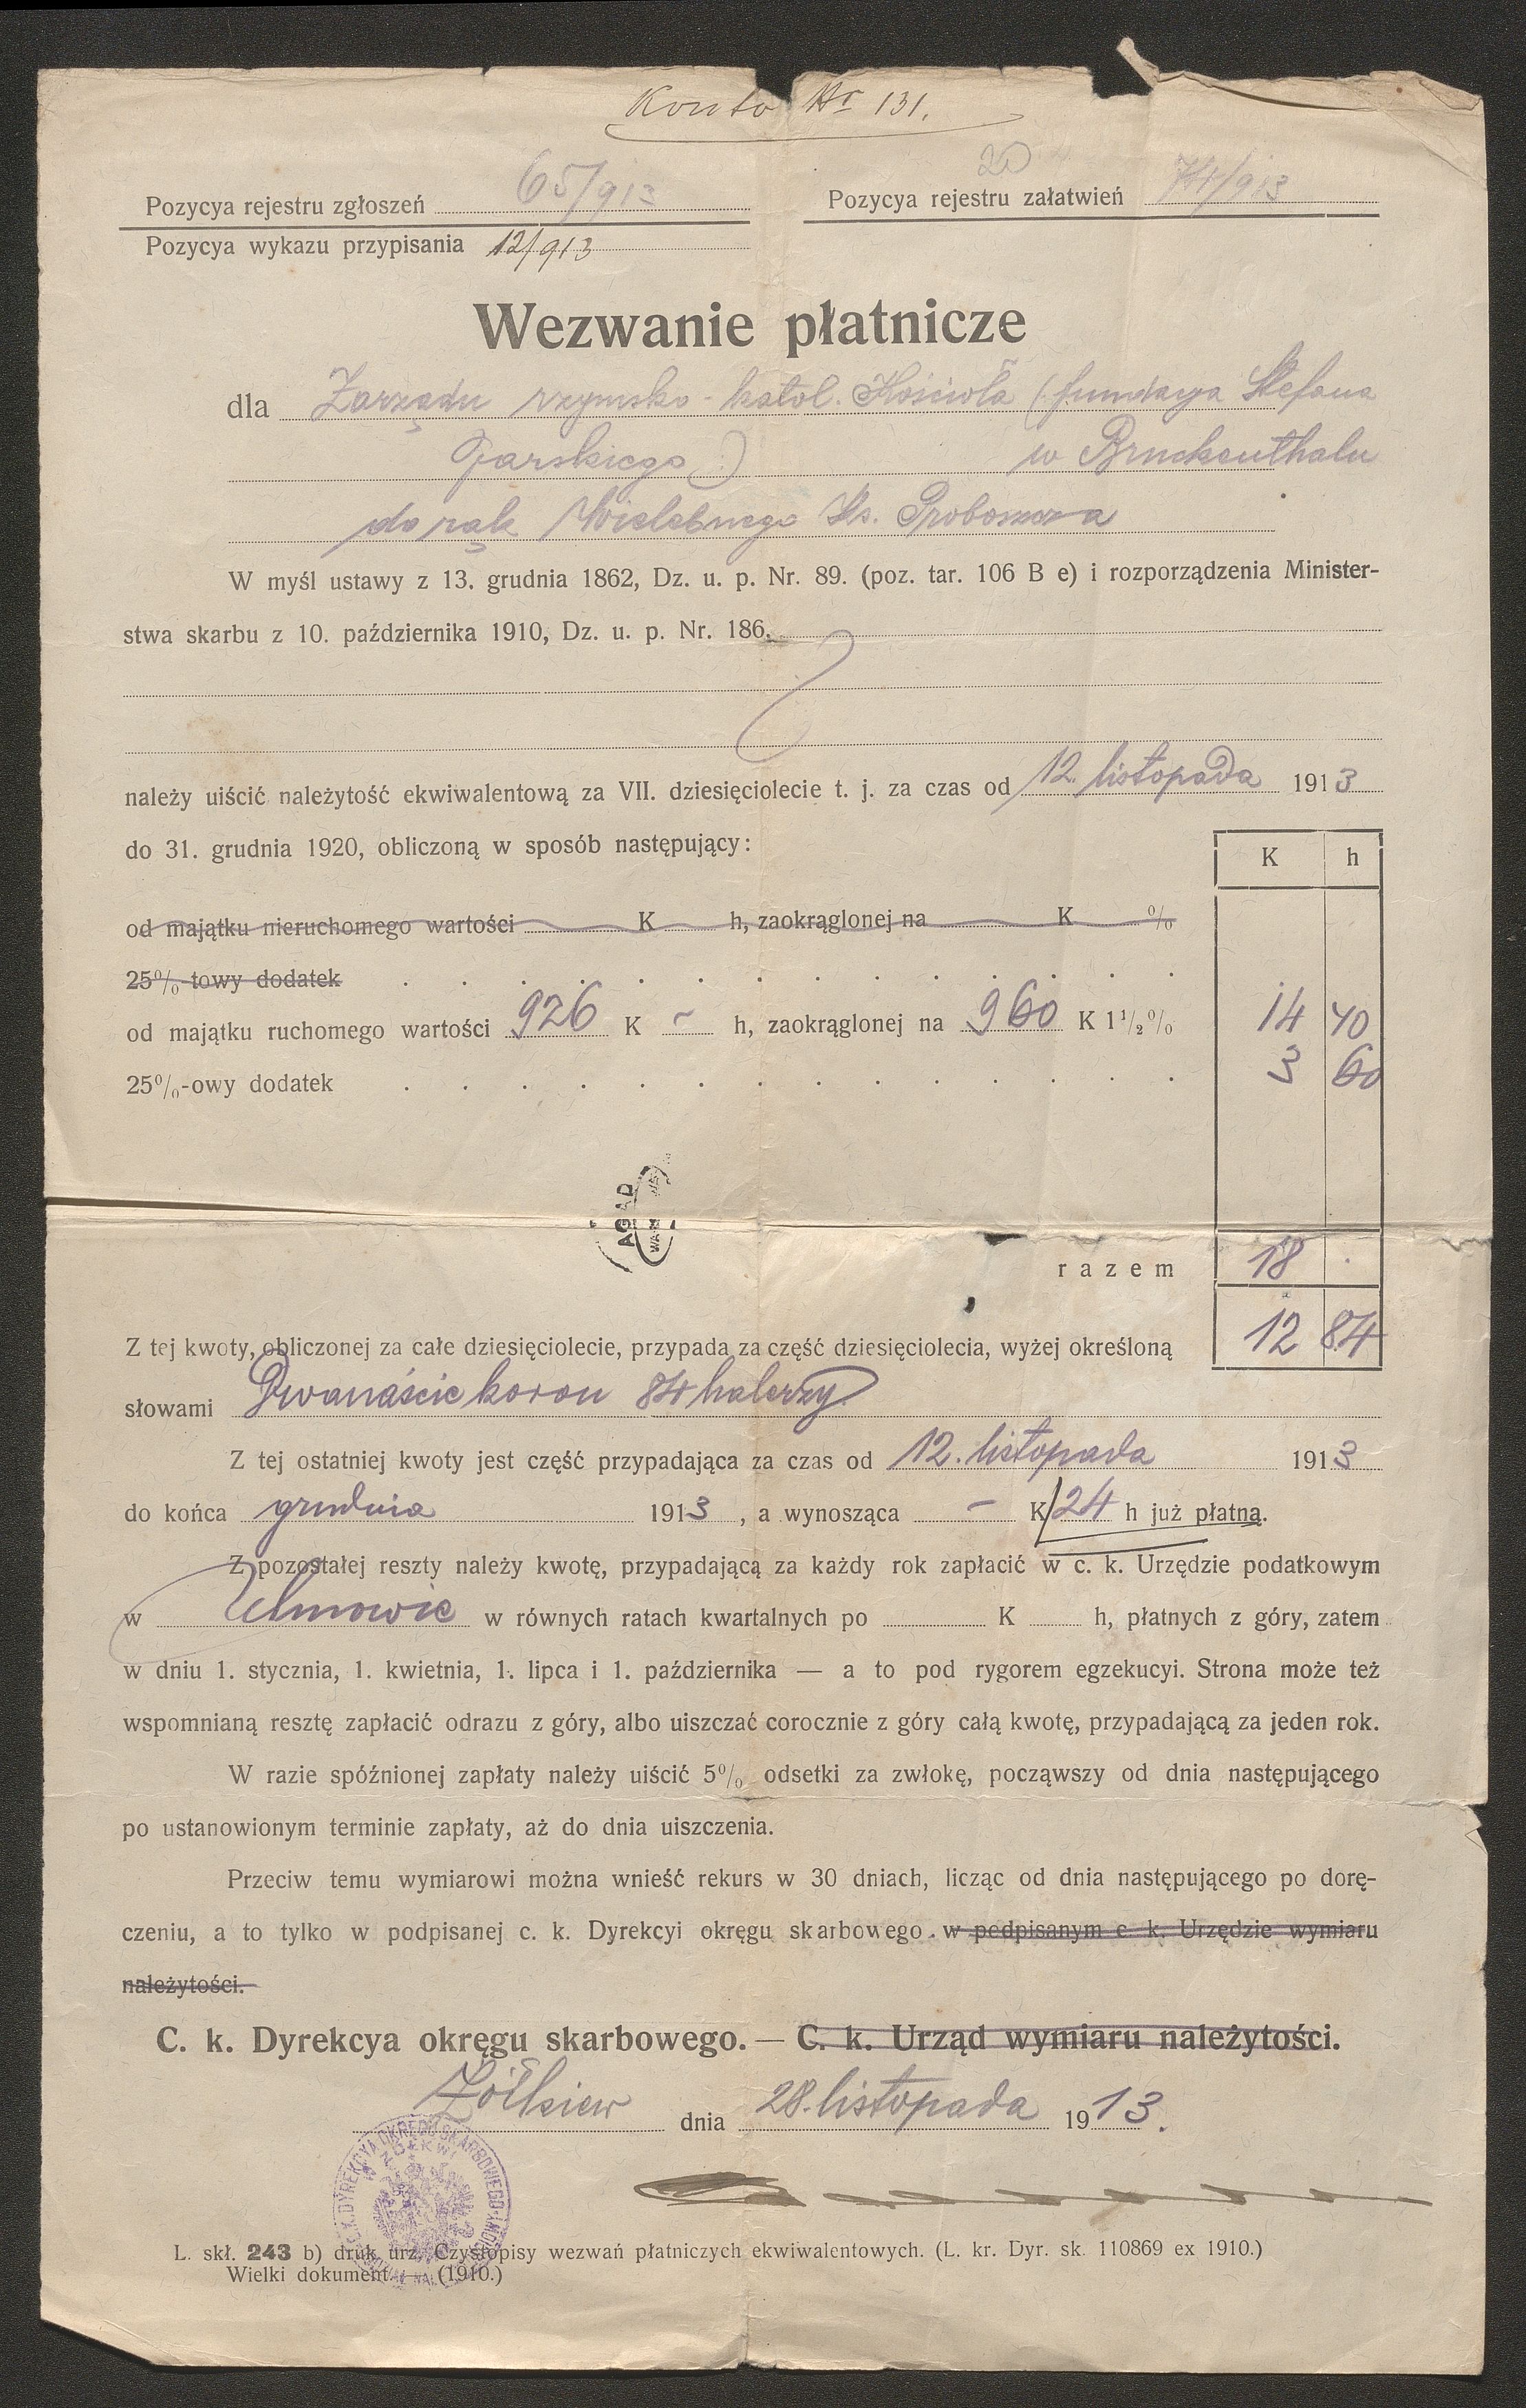 Konto Nr 131.
Pozycya rejestru zgłoszeń 65/913
20
Pozycya rejestru załatwień 74/913
Pozycya wykazu przypisania 12/913
Wezwanie płatnicze
dla Zarządu rzymsko-katol. Kościoła (fundacya Stefana
Garskiego) w Bruckenthalu
do rąk Wielebnego Ks. Proboszcza
W myśl ustawy z 13. grudnia 1862, Dz. u. p. Nr. 89. (poz. tar. 106 B e) i rozporządzenia Minister-
stwa skarbu z 10. października 1910, Dz. u. p. Nr. 186.
należy uiścić należytość ekwiwalentową za VII. dziesięciolecie t. j. za czas od 12. listopada 1913
do 31. grudnia 1920, obliczoną w sposób następujący:
K h
od majątku nieruchomego wartości K h, zaokrąglonej na K %
25%-towy dodatek
od majątku ruchomego wartości 926 K – h, zaokrąglonej na 960 K 1½% 14 40
25%-owy dodatek 3 60
AGAD
razem 18 .
Z tej kwoty, obliczonej za całe dziesięciolecie, przypada za część dziesięciolecia, wyżej określoną 12 84
słowami Dwanaście koron 84 halerzy
Z tej ostatniej kwoty jest część przypadająca za czas od 12. listopada 1913
do końca grudnia 1913, a wynosząca – K 24 h już płatną.
Z pozostałej reszty należy kwotę, przypadającą za każdy rok zapłacić w c. k. Urzędzie podatkowym
w Uhnowie w równych ratach kwartalnych po K h, płatnych z góry, zatem
w dniu 1. stycznia, 1. kwietnia, 1. lipca i 1. października — a to pod rygorem egzekucyi. Strona może też
wspomnianą resztę zapłacić odrazu z góry, albo uiszczać corocznie z góry całą kwotę, przypadającą za jeden rok.
W razie spóźnionej zapłaty należy uiścić 5% odsetki za zwłokę, począwszy od dnia następującego
po ustanowionym terminie zapłaty, aż do dnia uiszczenia.
Przeciw temu wymiarowi można wnieść rekurs w 30 dniach, licząc od dnia następującego po dorę-
czeniu, a to tylko w podpisanej c. k. Dyrekcyi okręgu skarbowego. w podpisanym c. k. Urzędzie wymiaru
należytości.
C. k. Dyrekcya okręgu skarbowego. — C. k. Urząd wymiaru należytości.
Żółkiew dnia 28. listopada 1913.
C. K. DYREKCYA OKRĘGU SKARBOWEGO
L. skł. 243 b) druk. urz. Czystopisy wezwań płatniczych ekwiwalentowych. (L. kr. Dyr. sk. 110869 ex 1910.)
Wielki dokument. — (1910.)